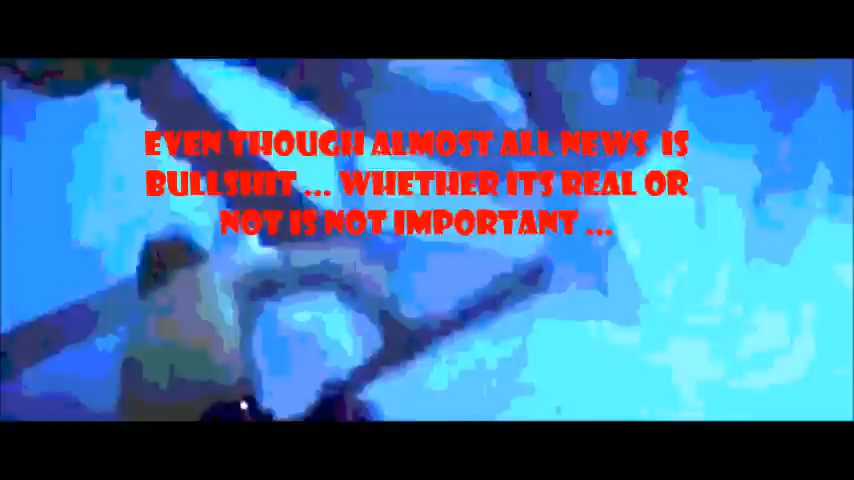 EVEN THOUGH ALMOST ALL NEWS IS
BULLSHIT ... WHETHER ITS REAL OR
NOT IS NOT IMPORTANT ...